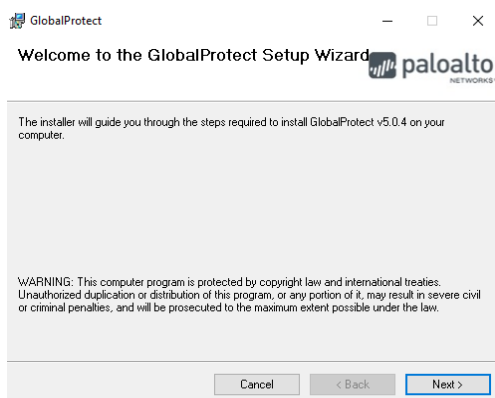 GlobalProtect
Welcome to the GlobalProtect Setup Wizard
paloalto
NETWORKS
The installer will guide you through the steps required to install GlobalProtect v5.0.4 on your
computer.
WARNING: This computer program is protected by copyright law and international treaties.
Unauthorized duplication or distribution of this program, or any portion of it, may result in severe civil
or criminal penalties, and will be prosecuted to the maximum extent possible under the law.
Cancel
< Back
Next >